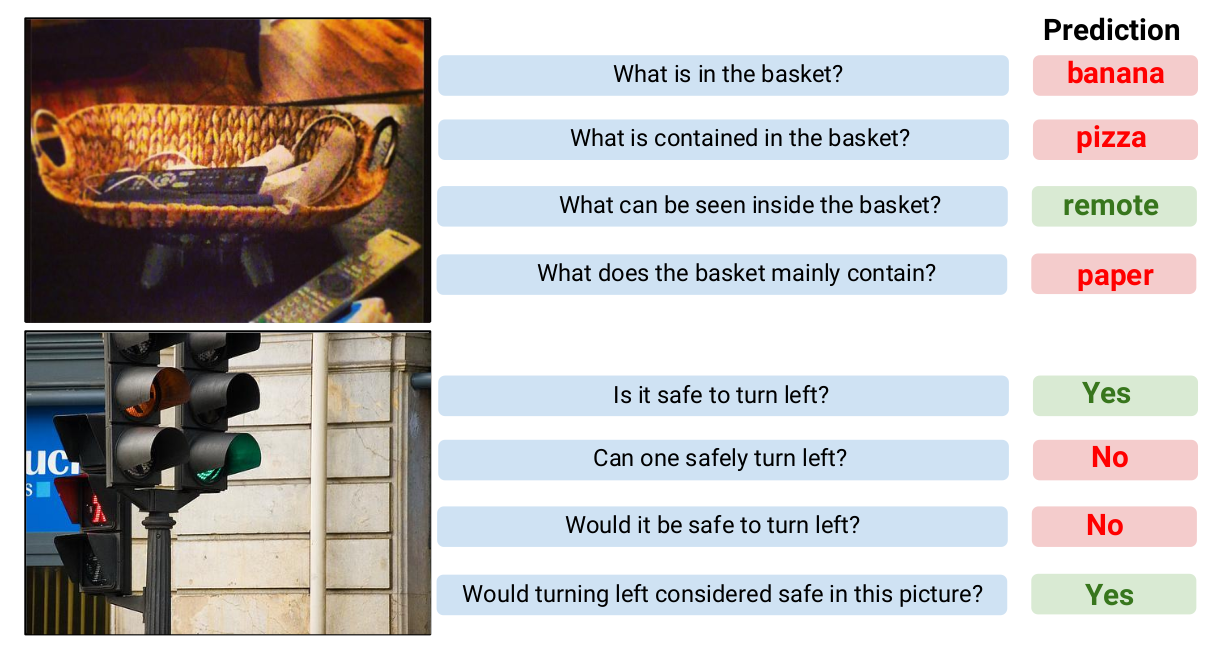 Prediction
What is in the basket? banana
What is contained in the basket? pizza
What can be seen inside the basket? remote
What does the basket mainly contain? paper
Is it safe to turn left? Yes
uci
s
Can one safely turn left? No
Would it be safe to turn left? No
Would turning left considered safe in this picture? Yes